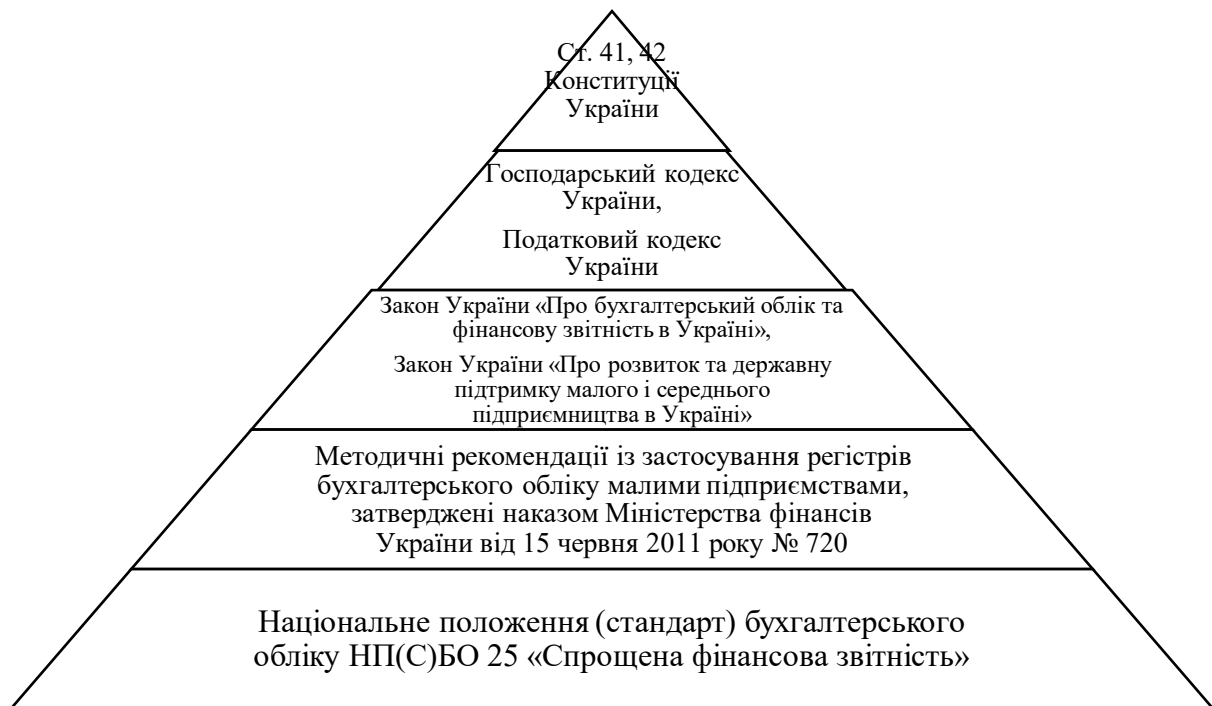 Ст. 41, 42
Конституції
України
Господарський кодекс
України,
Податковий кодекс
України
Закон України «Про бухгалтерський облік та
фінансову звітність в Україні»,
Закон України «Про розвиток та державну
підтримку малого і середнього
підприємництва в Україні»
Методичні рекомендації із застосування регістрів
бухгалтерського обліку малими підприємствами,
затверджені наказом Міністерства фінансів
України від 15 червня 2011 року № 720
Національне положення (стандарт) бухгалтерського
обліку НП(С)БО 25 «Спрощена фінансова звітність»